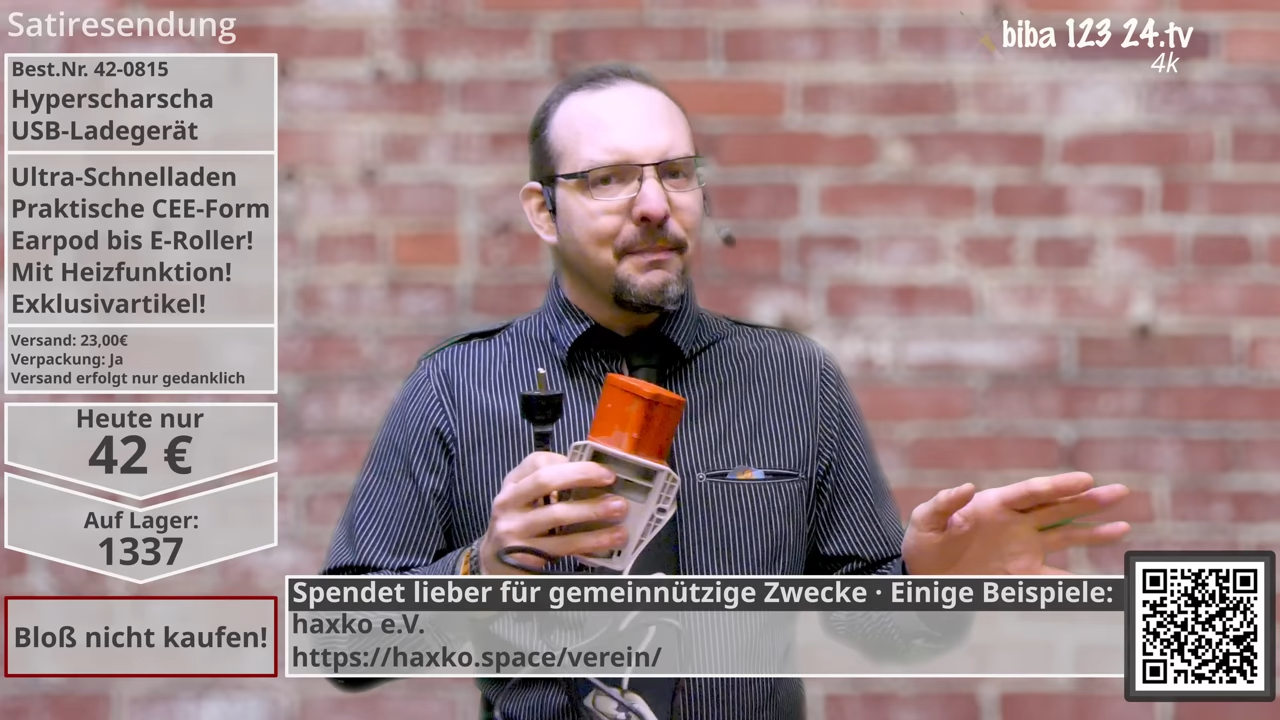 Satiresendung
biba 123 24.tv
4k
Best.Nr. 42-0815
Hyperscharscha
USB-Ladegerät
Ultra-Schnelladen
Praktische CEE-Form
Earpod bis E-Roller!
Mit Heizfunktion!
Exklusivartikel!
Versand: 23,00€
Verpackung: Ja
Versand erfolgt nur gedanklich
Heute nur
42 €
Auf Lager:
1337
Bloß nicht kaufen!
Spendet lieber für gemeinnützige Zwecke · Einige Beispiele:
haxko e.V.
https://haxko.space/verein/